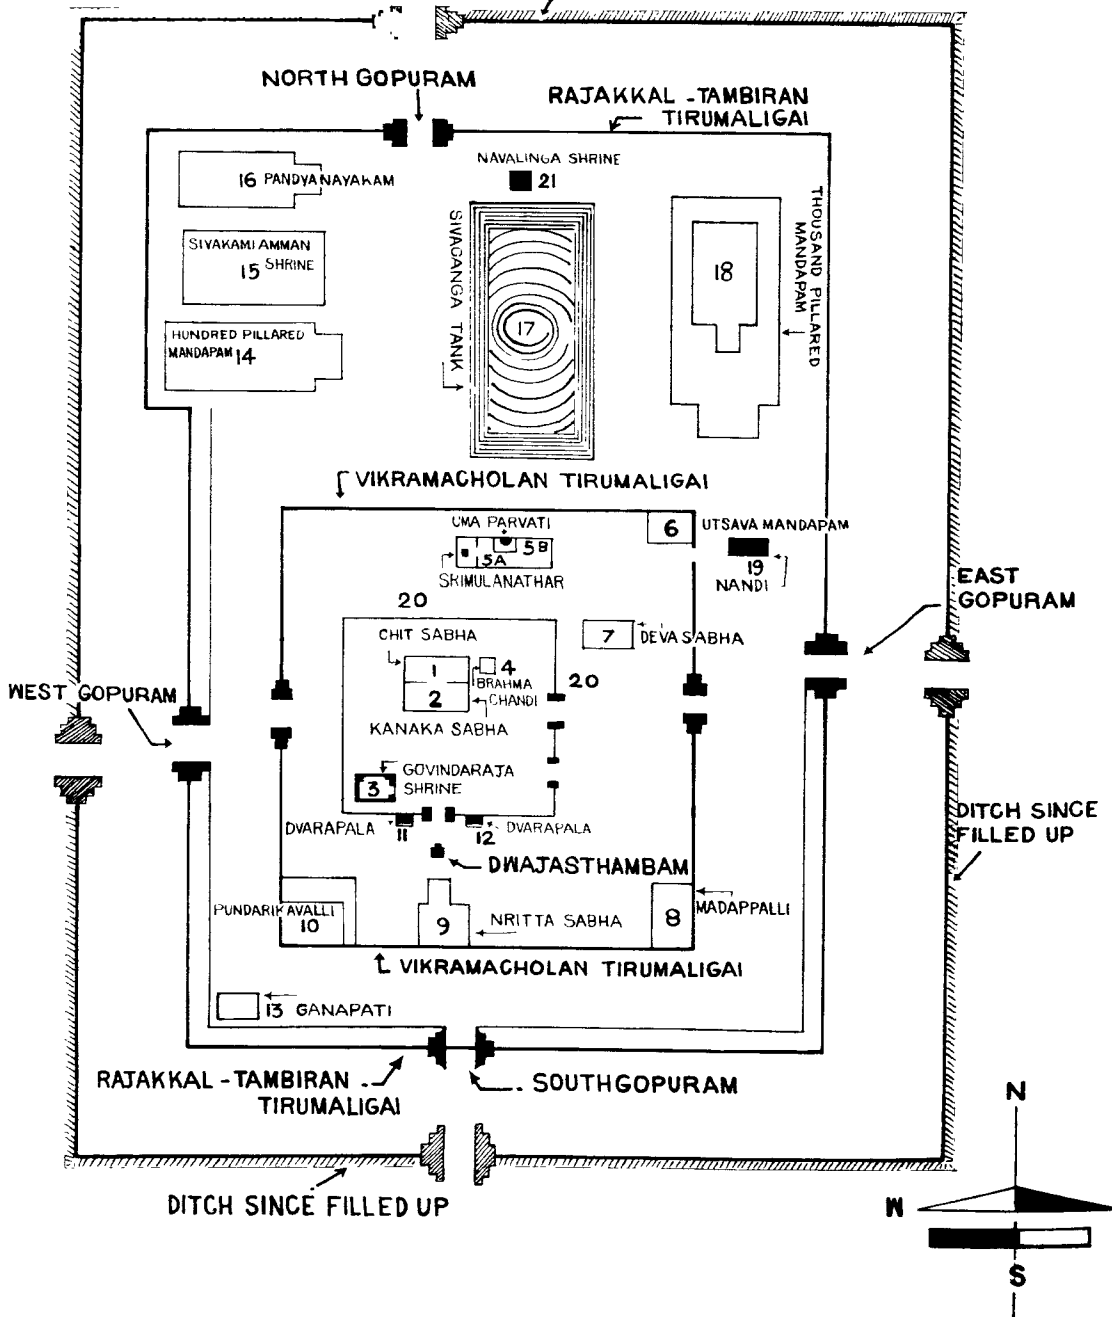 NORTH GOPURAM
RAJAKKAL-TAMBIRAN
TIRUMALIGAI
NAVALINGA SHRINE
21
16 PANDYANAYAKAM
SIVAKAMI AMMAN
15 SHRINE
HUNDRED PILLARED
MANDAPAM 14
SIVAGANGA TANK
17
18
THOUSAND PILLARED
MANDAPAM
VIKRAMACHOLAN TIRUMALIGAI
UMA PARVATI
5B
5A
SRIMULANATHAR
6
UTSAVA MANDAPAM
19
NANDI
EAST
GOPURAM
20
CHIT SABHA
1
2
4
BRAHMA
CHANDI
20
7
DEVA SABHA
KANAKA SABHA
WEST GOPURAM
GOVINDARAJA
SHRINE
3
DVARAPALA
11
12
DVARAPALA
DWAJASTHAMBAM
DITCH SINCE
FILLED UP
PUNDARIKAVALLI
10
9
NRITTA SABHA
8
MADAPPALLI
VIKRAMACHOLAN TIRUMALIGAI
13 GANAPATI
RAJAKKAL-TAMBIRAN
TIRUMALIGAI
SOUTH GOPURAM
DITCH SINCE FILLED UP
N
W
S